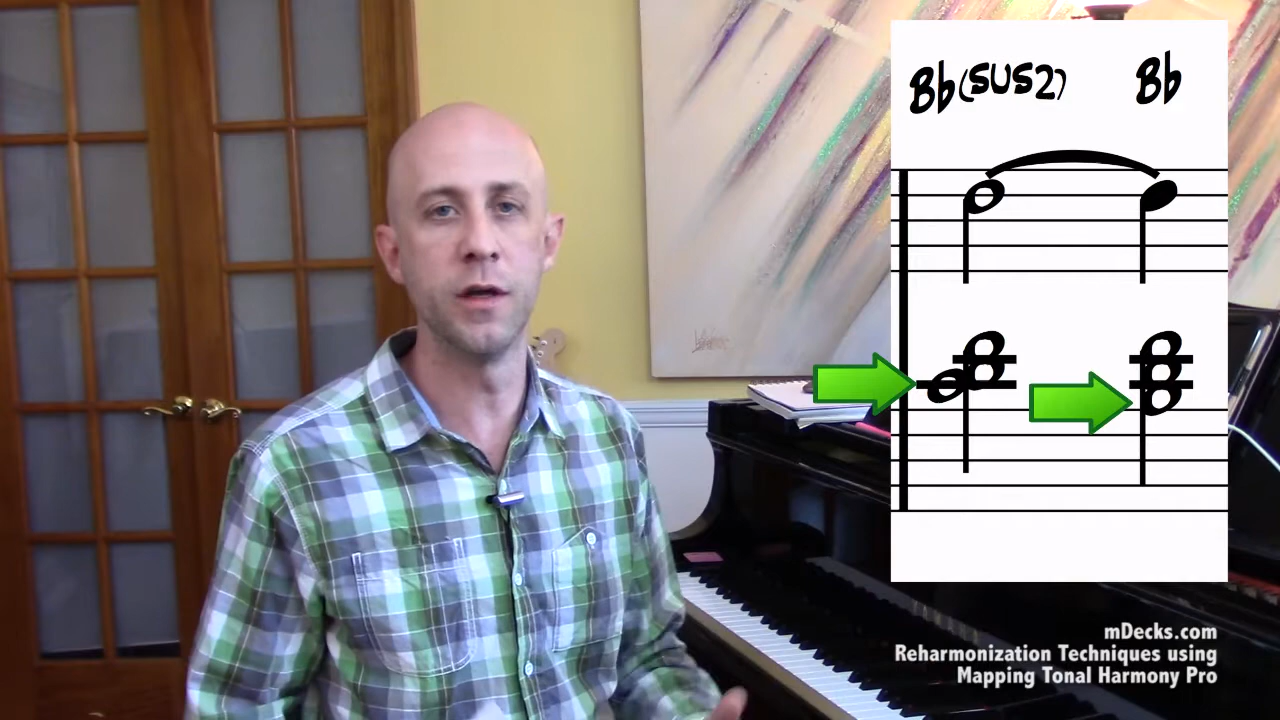 Bb(SUS2) Bb
mDecks.com
Reharmonization Techniques using
Mapping Tonal Harmony Pro